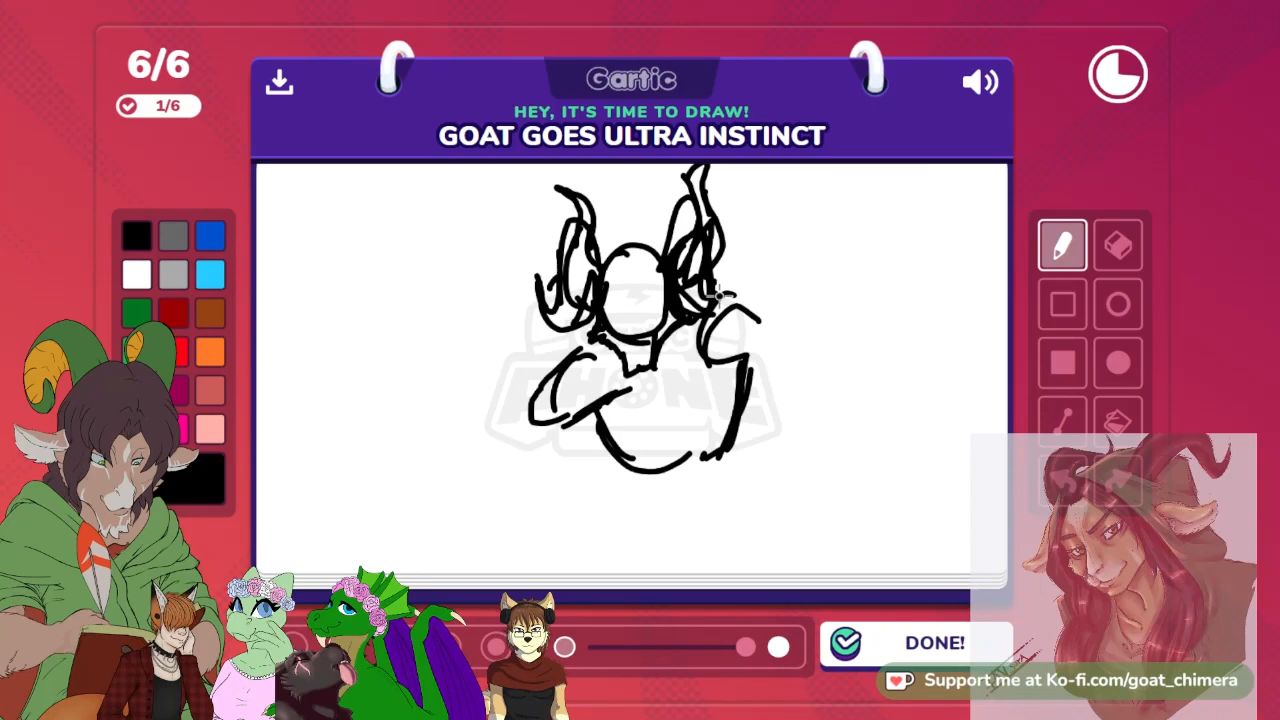 6/6
1/6
Gartic
HEY, IT'S TIME TO DRAW!
GOAT GOES ULTRA INSTINCT
PHONE
DONE!
Support me at Ko-fi.com/goat_chimera